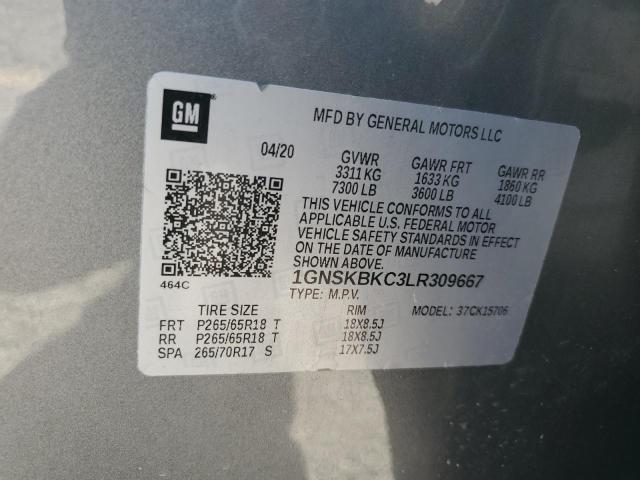 GM
MFD BY GENERAL MOTORS LLC
04/20 GVWR GAWR FRT GAWR RR
3311 KG 1633 KG 1860 KG
7300 LB 3600 LB 4100 LB
THIS VEHICLE CONFORMS TO ALL
APPLICABLE U.S. FEDERAL MOTOR
VEHICLE SAFETY STANDARDS IN EFFECT
ON THE DATE OF MANUFACTURE
SHOWN ABOVE.
464C
1GNSKBKC3LR309667
TYPE: M.P.V. MODEL: 37CK15706
TIRE SIZE RIM
FRT P265/65R18 T 18X8.5J
RR P265/65R18 T 18X8.5J
SPA 265/70R17 S 17X7.5J